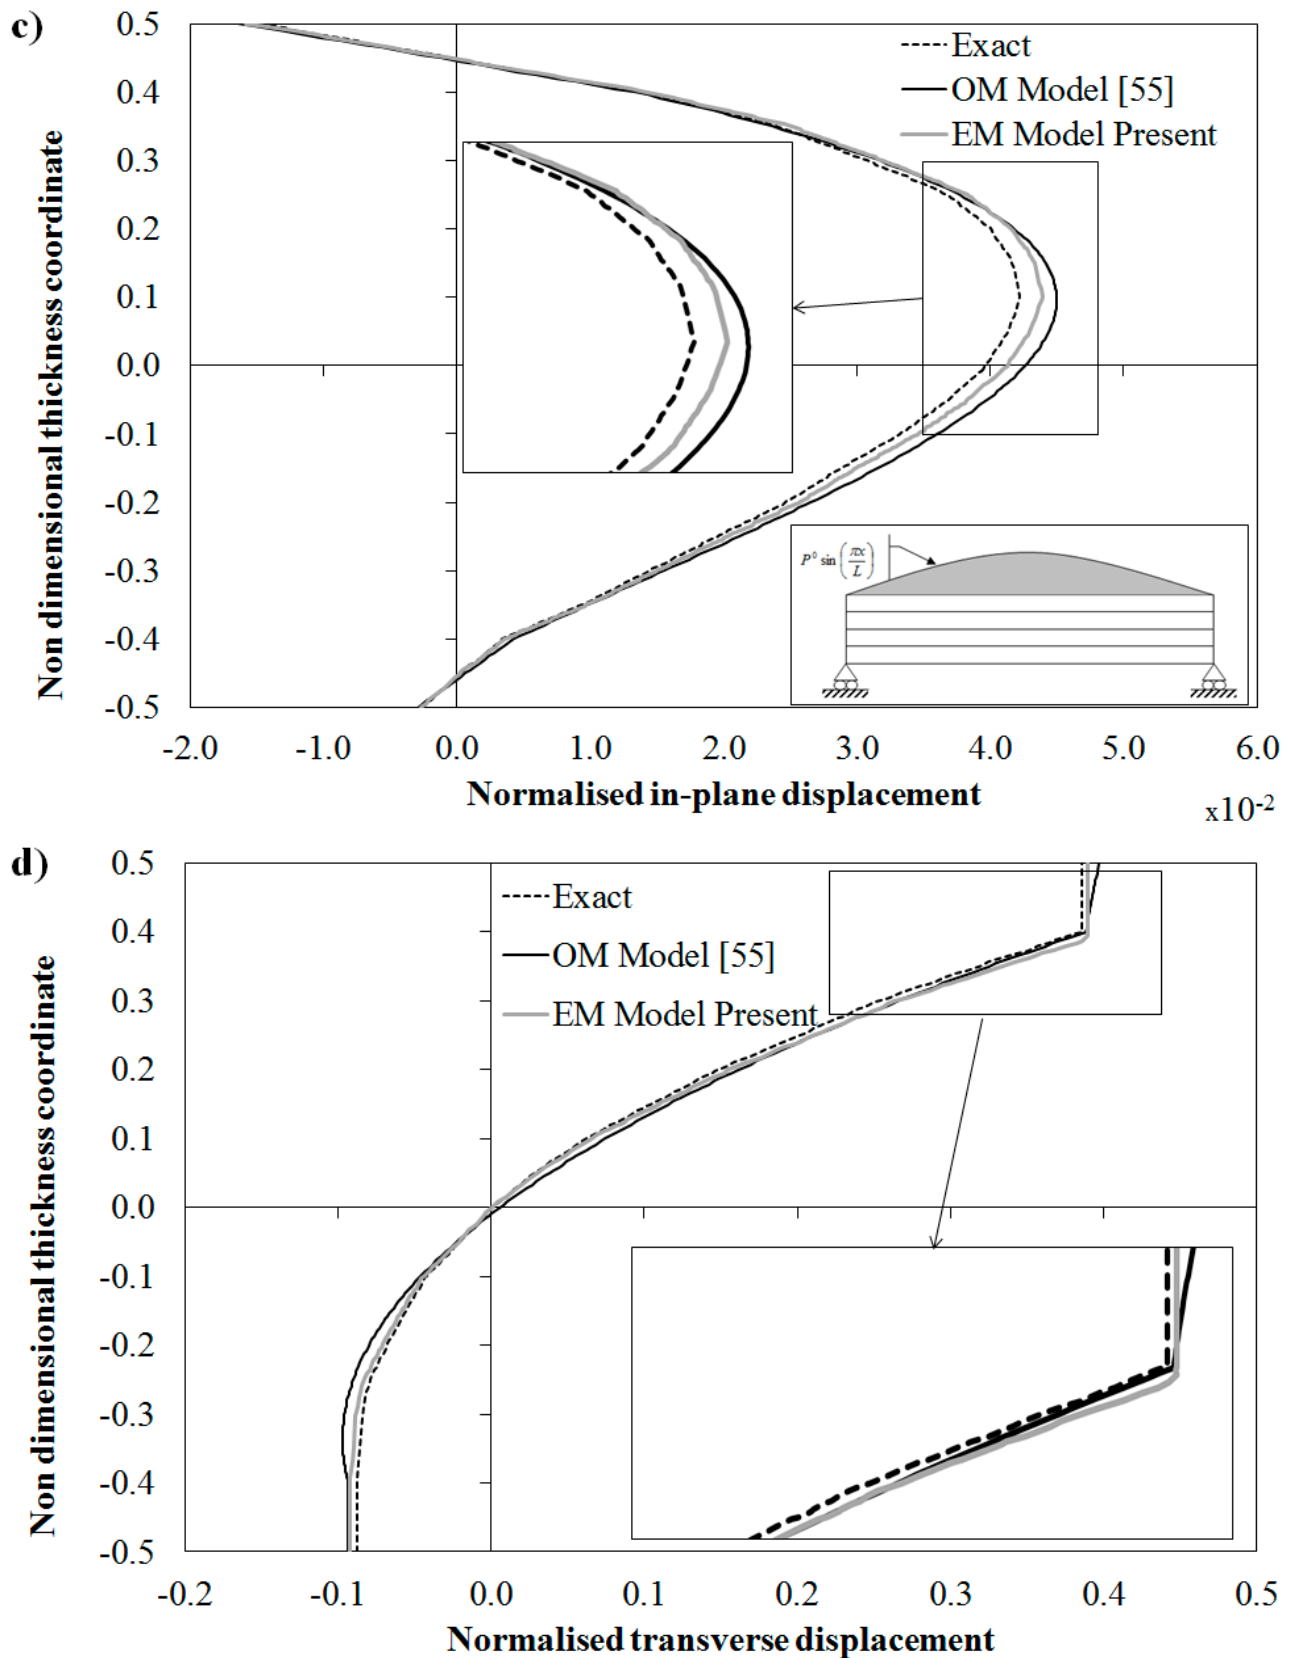 c)
0.5
0.4
0.3
0.2
0.1
0.0
-0.1
-0.2
-0.3
-0.4
-0.5
Non dimensional thickness coordinate
Exact
OM Model [55]
EM Model Present
P⁰ sin(πx/L)
-2.0 -1.0 0.0 1.0 2.0 3.0 4.0 5.0 6.0
Normalised in-plane displacement
x10⁻²
d)
0.5
0.4
0.3
0.2
0.1
0.0
-0.1
-0.2
-0.3
-0.4
-0.5
Non dimensional thickness coordinate
Exact
OM Model [55]
EM Model Present
-0.2 -0.1 0.0 0.1 0.2 0.3 0.4 0.5
Normalised transverse displacement